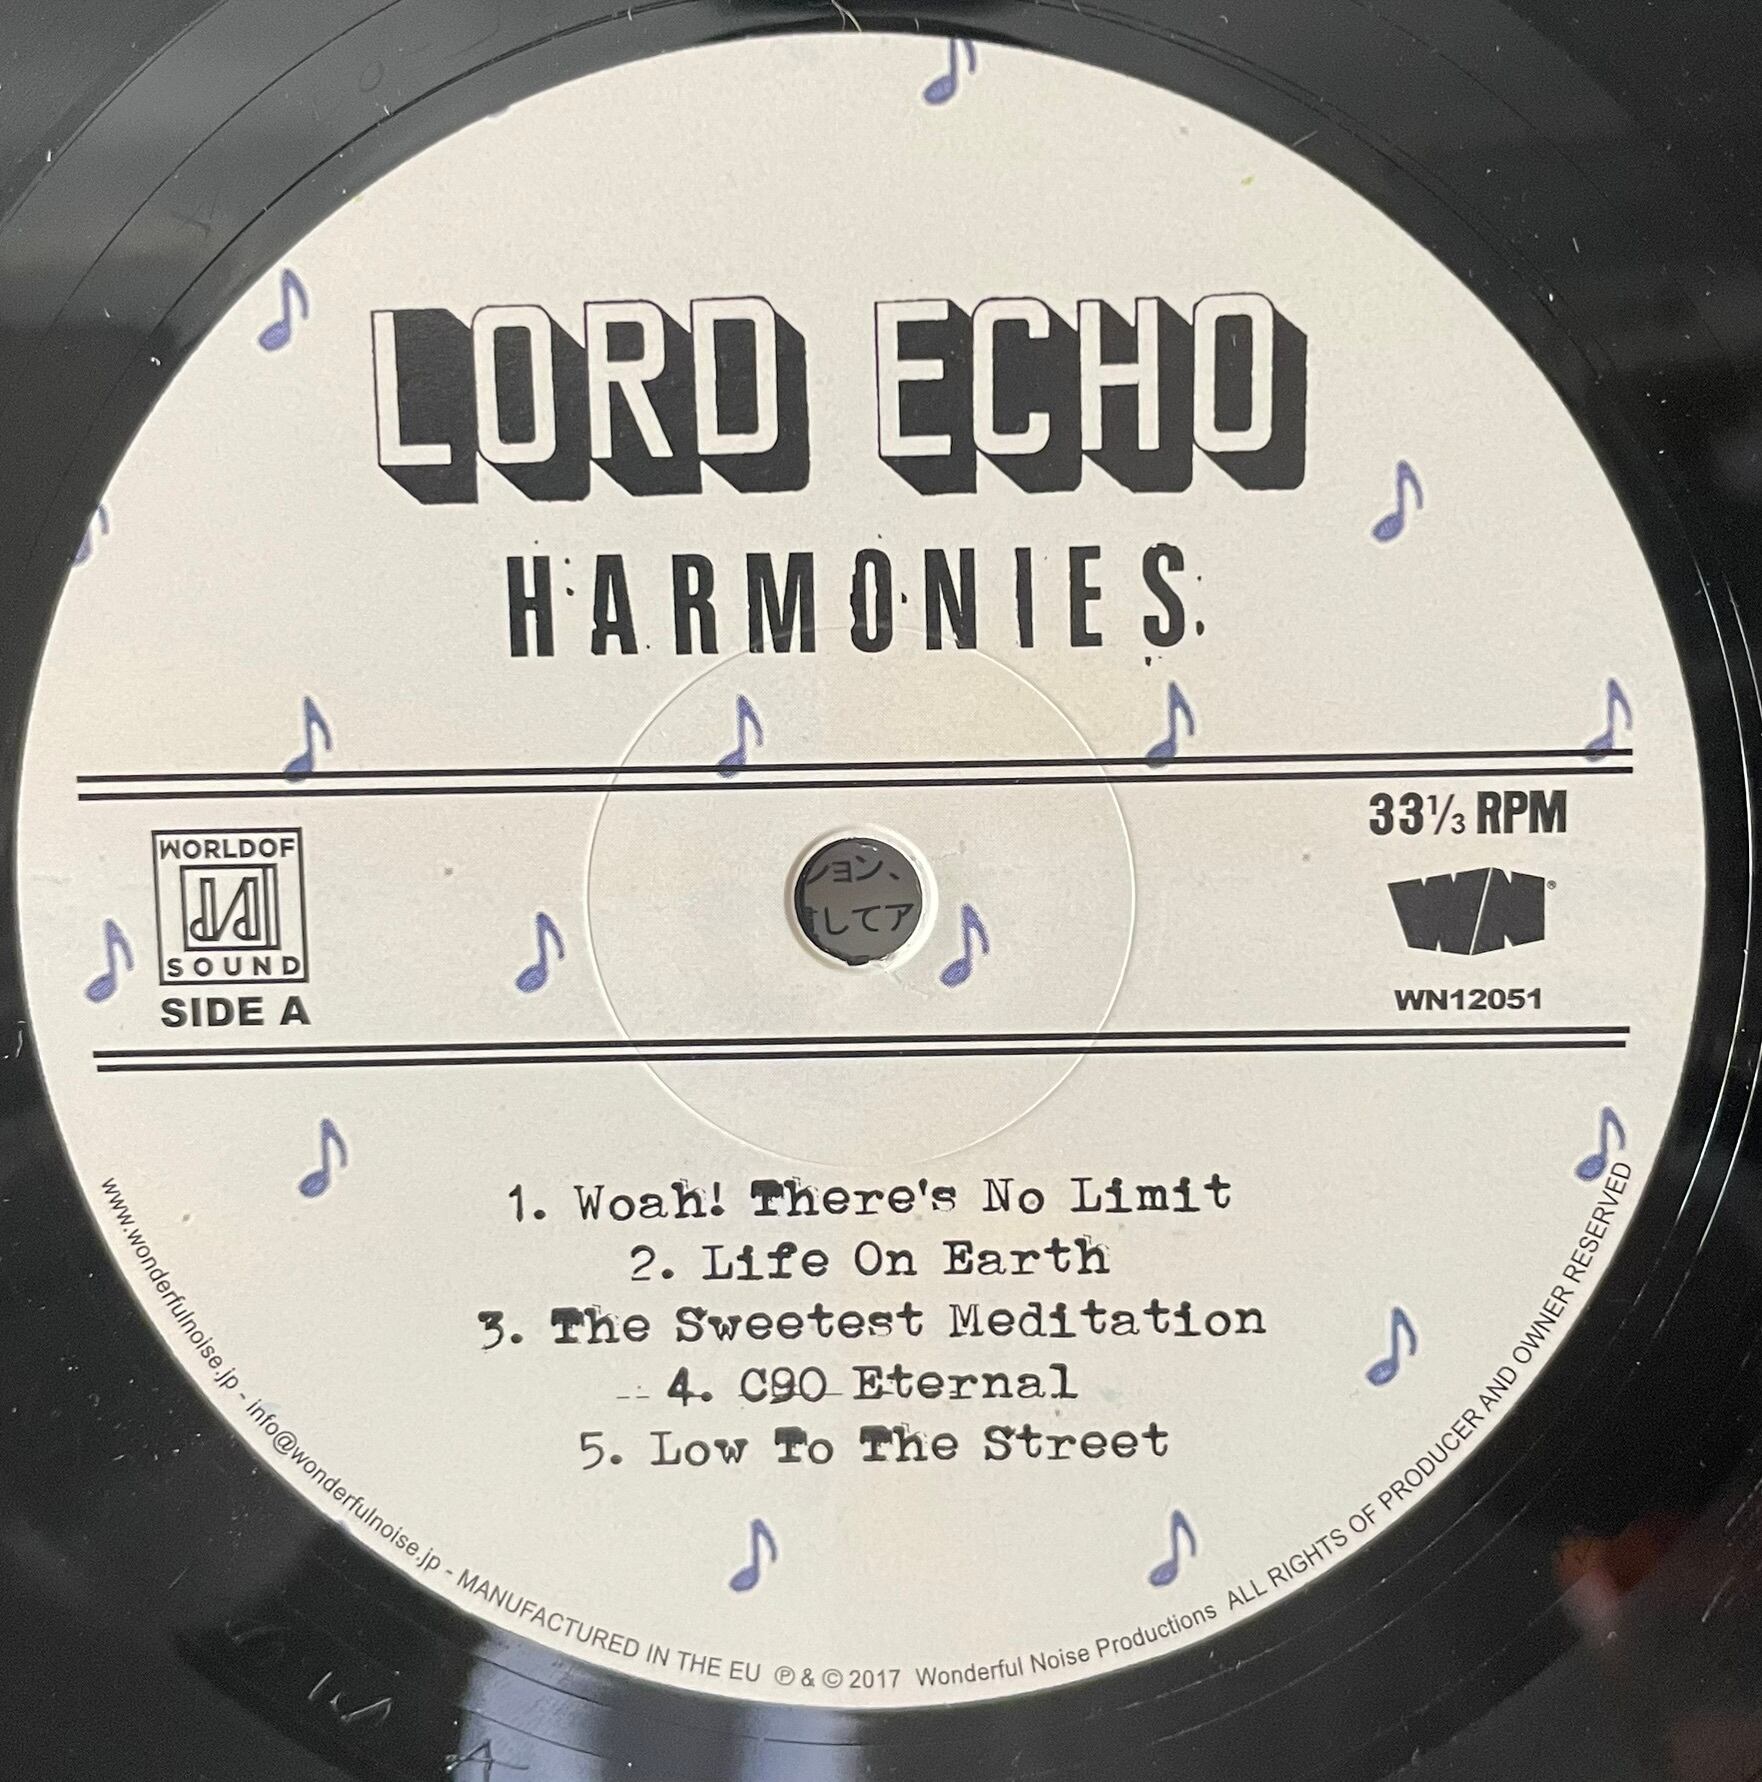 LORD ECHO
HARMONIES
33⅓ RPM
WORLD OF
SOUND
SIDE A
ション、
してア
WN
WN12051
1. Woah! There's No Limit
2. Life On Earth
3. The Sweetest Meditation
4. C90 Eternal
5. Low To The Street
www.wonderfulnoise.jp - info@wonderfulnoise.jp - MANUFACTURED IN THE EU ℗ & © 2017 Wonderful Noise Productions ALL RIGHTS OF PRODUCER AND OWNER RESERVED